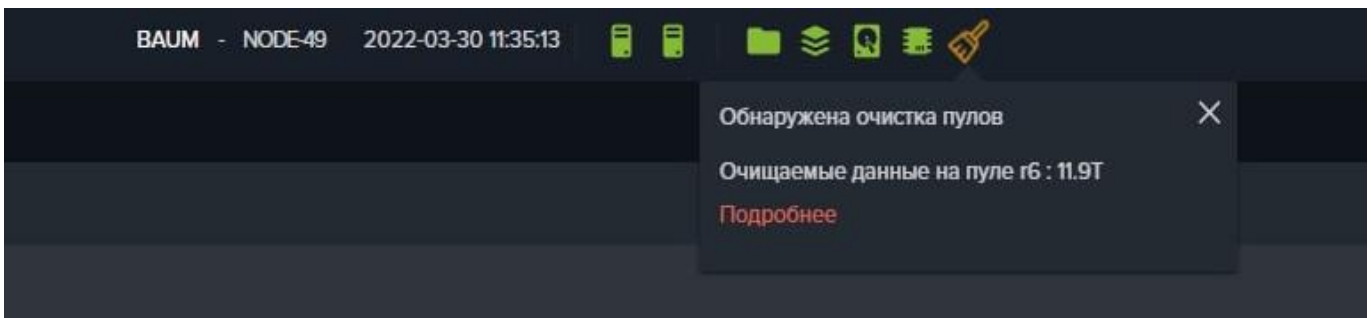 BAUM - NODE-49 2022-03-30 11:35:13
Обнаружена очистка пулов
Очищаемые данные на пуле r6 : 11.9T
Подробнее